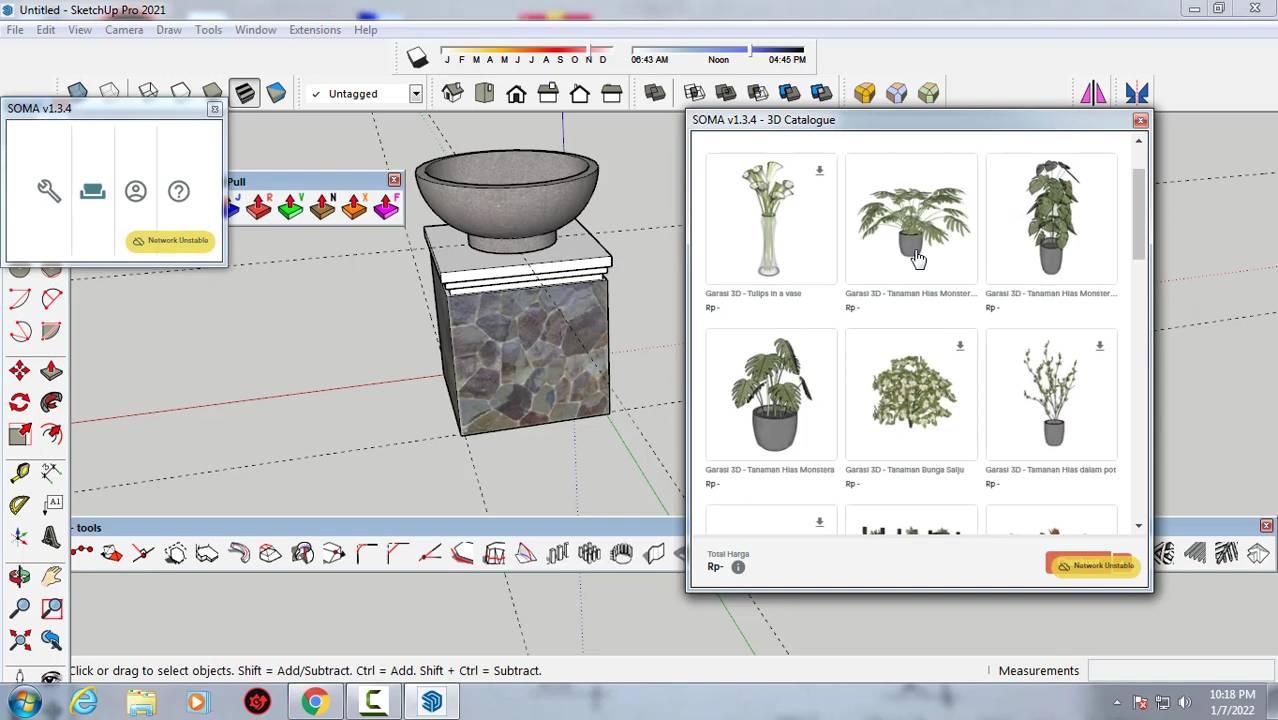 Untitled - SketchUp Pro 2021
File Edit View Camera Draw Tools Window Extensions Help
J F M A M J J A S O N D
06:43 AM Noon 04:45 PM
✓ Untagged
SOMA v1.3.4
Network Unstable
Pull
J R V N X F
SOMA v1.3.4 - 3D Catalogue
Garasi 3D - Tulips in a vase
Rp -
Garasi 3D - Tanaman Hias Monster...
Rp -
Garasi 3D - Tanaman Hias Monster...
Rp -
Garasi 3D - Tanaman Hias Monstera
Rp -
Garasi 3D - Tanaman Bunga Salju
Rp -
Garasi 3D - Tamanan Hias dalam pot
Rp -
Total Harga
Rp-
Network Unstable
A1
- tools
Click or drag to select objects. Shift = Add/Subtract. Ctrl = Add. Shift + Ctrl = Subtract.
Measurements
10:18 PM
1/7/2022